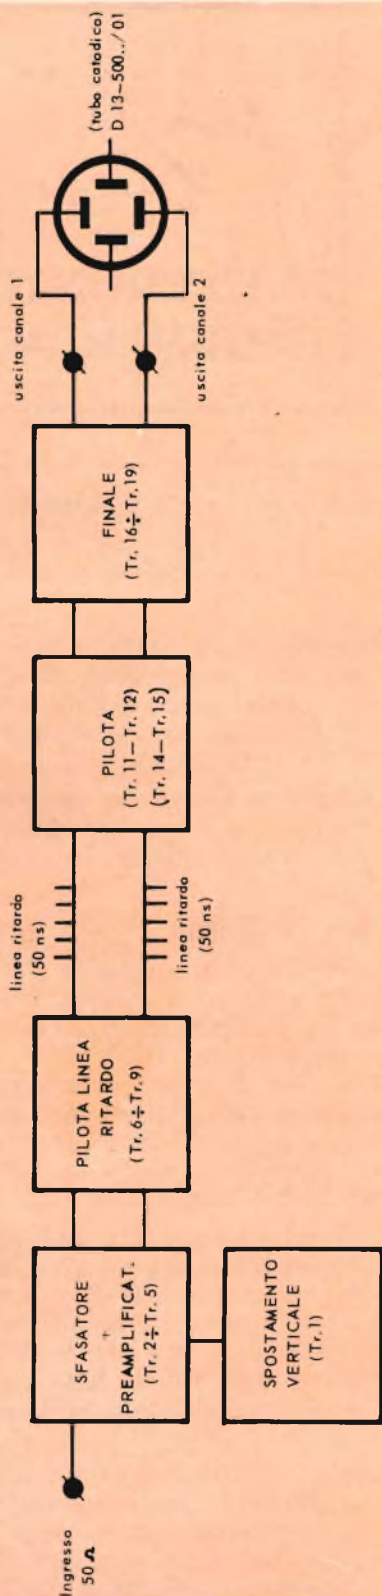 Ingresso
50 Ω
SFASATORE
+
PREAMPLIFICAT.
(Tr. 2÷Tr. 5)
SPOSTAMENTO
VERTICALE
(Tr.1)
PILOTA LINEA
RITARDO
(Tr.6÷Tr.9)
linea ritardo
(50 ns)
linea ritardo
(50 ns)
PILOTA
(Tr. 11–Tr. 12)
(Tr. 14–Tr.15)
FINALE
(Tr. 16÷Tr.19)
uscita canale 1
uscita canale 2
(tubo catodico)
D 13-500../01